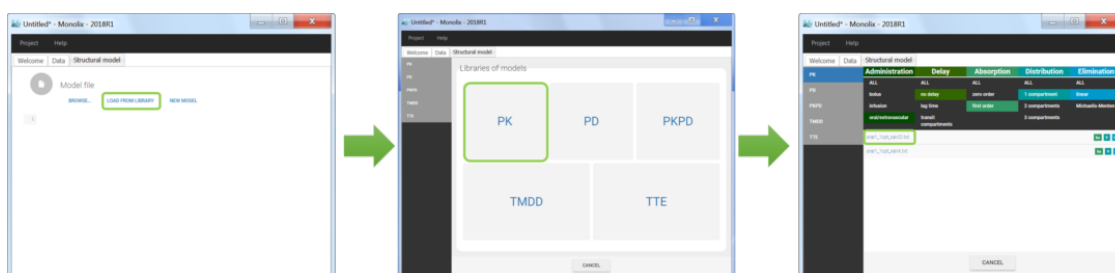 Untitled* - Monolix - 2018R1
Project Help
Welcome Data Structural model
Model file
BROWSE... LOAD FROM LIBRARY NEW MODEL
1
Untitled* - Monolix - 2018R1
Project Help
Welcome Data Structural model
PK
PD
PKPD
TMDD
TTE
Libraries of models
PK PD PKPD
TMDD TTE
CANCEL
Untitled* - Monolix - 2018R1
Project Help
Welcome Data Structural model
PK
PD
PKPD
TMDD
TTE
Administration Delay Absorption Distribution Elimination
ALL ALL ALL ALL ALL
bolus no delay zero order 1 compartment linear
infusion lag time first order 2 compartments Michaelis-Menten
oral/extravascular transit compartments 3 compartments
CANCEL